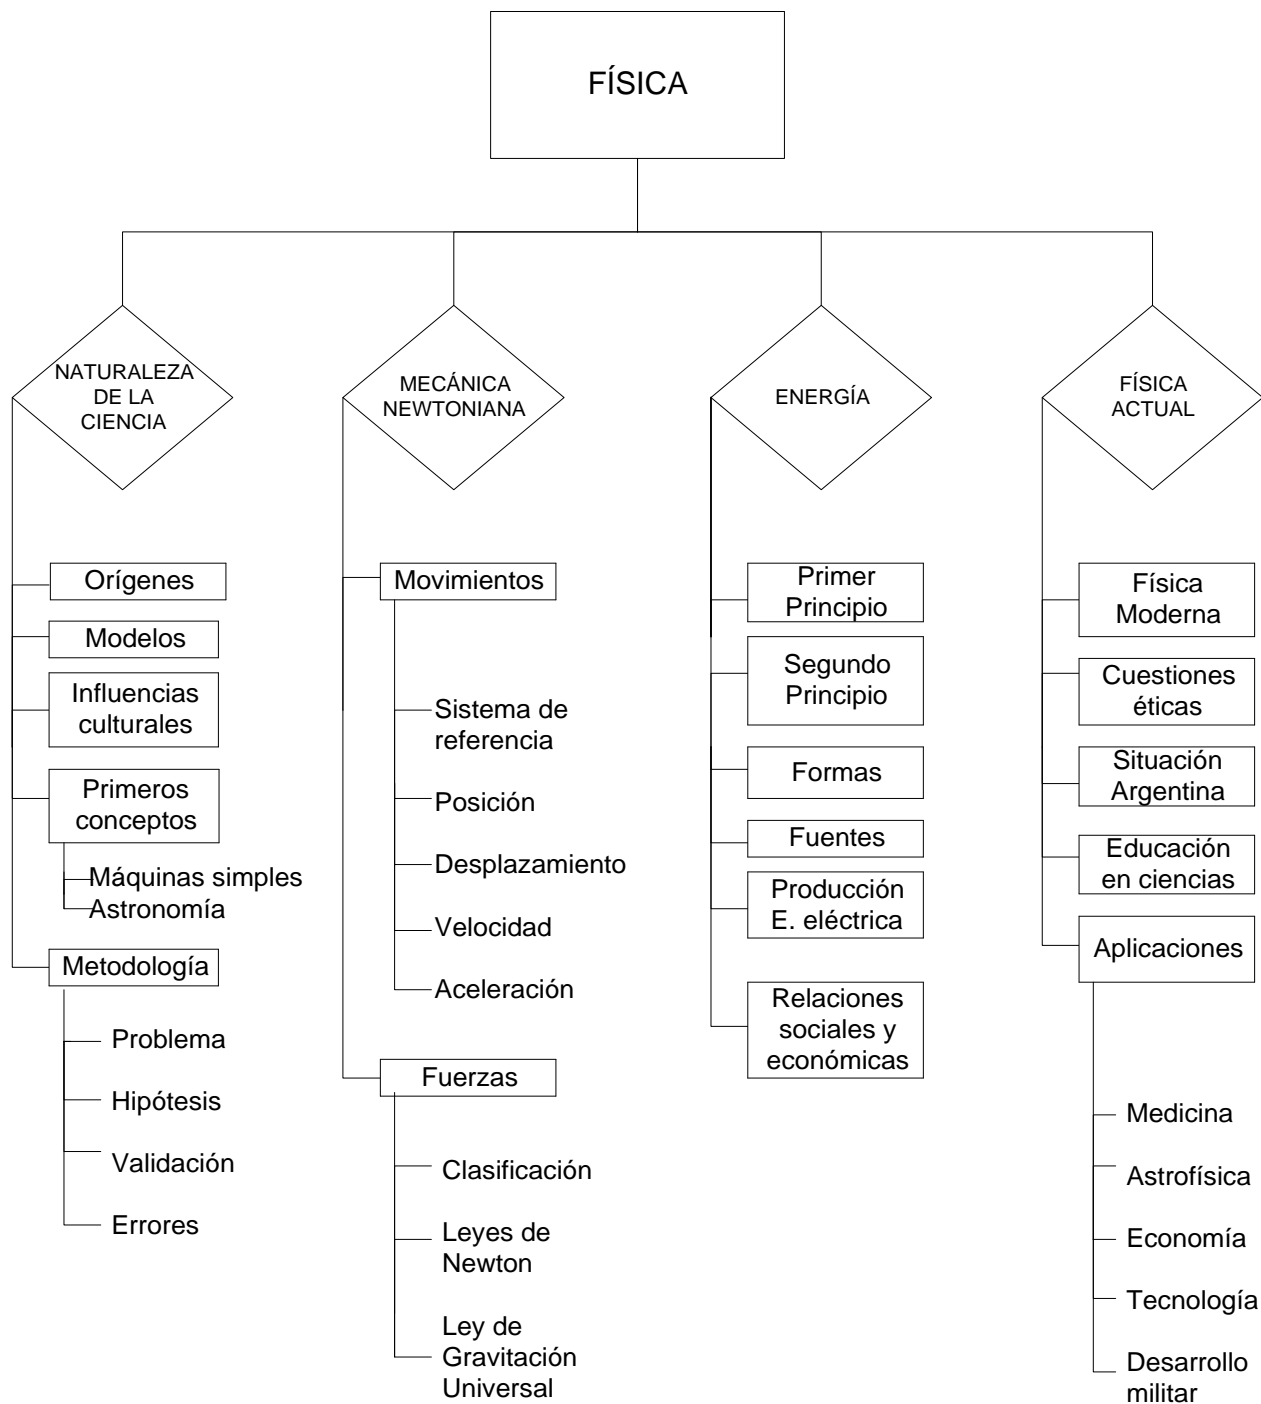 FÍSICA
NATURALEZA
DE LA
CIENCIA
Orígenes
Modelos
Influencias
culturales
Primeros
conceptos
Máquinas simples
Astronomía
Metodología
Problema
Hipótesis
Validación
Errores
MECÁNICA
NEWTONIANA
Movimientos
Sistema de
referencia
Posición
Desplazamiento
Velocidad
Aceleración
Fuerzas
Clasificación
Leyes de
Newton
Ley de
Gravitación
Universal
ENERGÍA
Primer
Principio
Segundo
Principio
Formas
Fuentes
Producción
E. eléctrica
Relaciones
sociales y
económicas
FÍSICA
ACTUAL
Física
Moderna
Cuestiones
éticas
Situación
Argentina
Educación
en ciencias
Aplicaciones
Medicina
Astrofísica
Economía
Tecnología
Desarrollo
militar